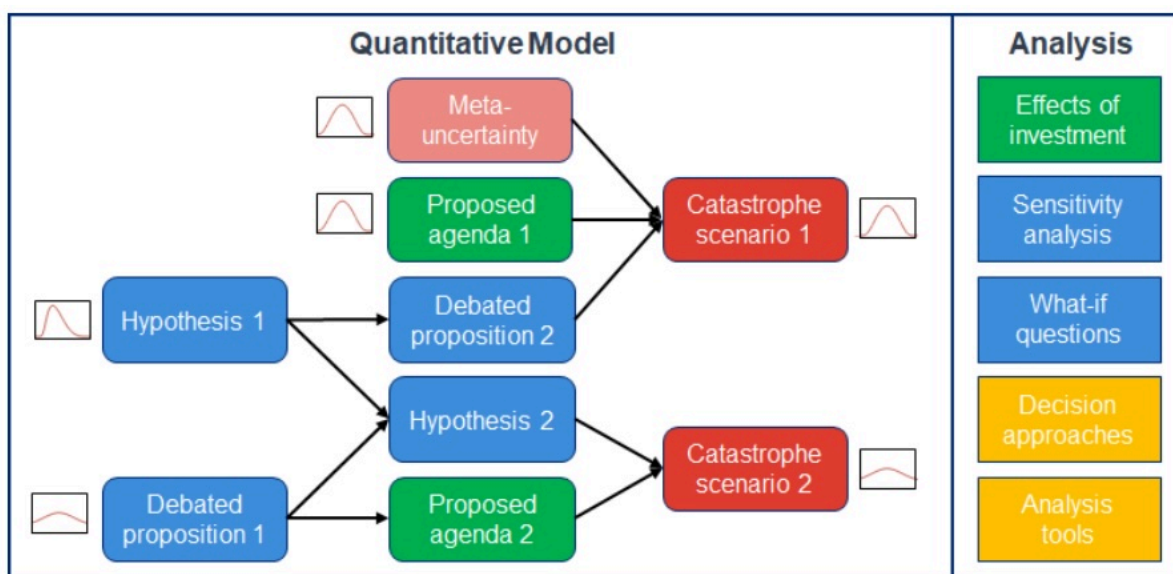 Quantitative Model
Analysis
Meta-
uncertainty
Effects of
investment
Proposed
agenda 1
Catastrophe
scenario 1
Sensitivity
analysis
Hypothesis 1
Debated
proposition 2
What-if
questions
Hypothesis 2
Catastrophe
scenario 2
Decision
approaches
Debated
proposition 1
Proposed
agenda 2
Analysis
tools